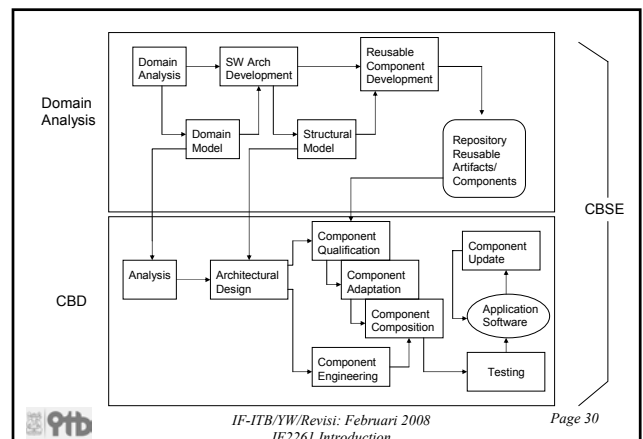 Domain
Analysis
SW Arch
Development
Reusable
Component
Development
Domain
Analysis
Domain
Model
Structural
Model
Repository
Reusable
Artifacts/
Components
CBSE
CBD
Analysis
Architectural
Design
Component
Qualification
Component
Adaptation
Component
Composition
Component
Engineering
Component
Update
Application
Software
Testing
IF-ITB/YW/Revisi: Februari 2008
Page 30
IF2261 Introduction